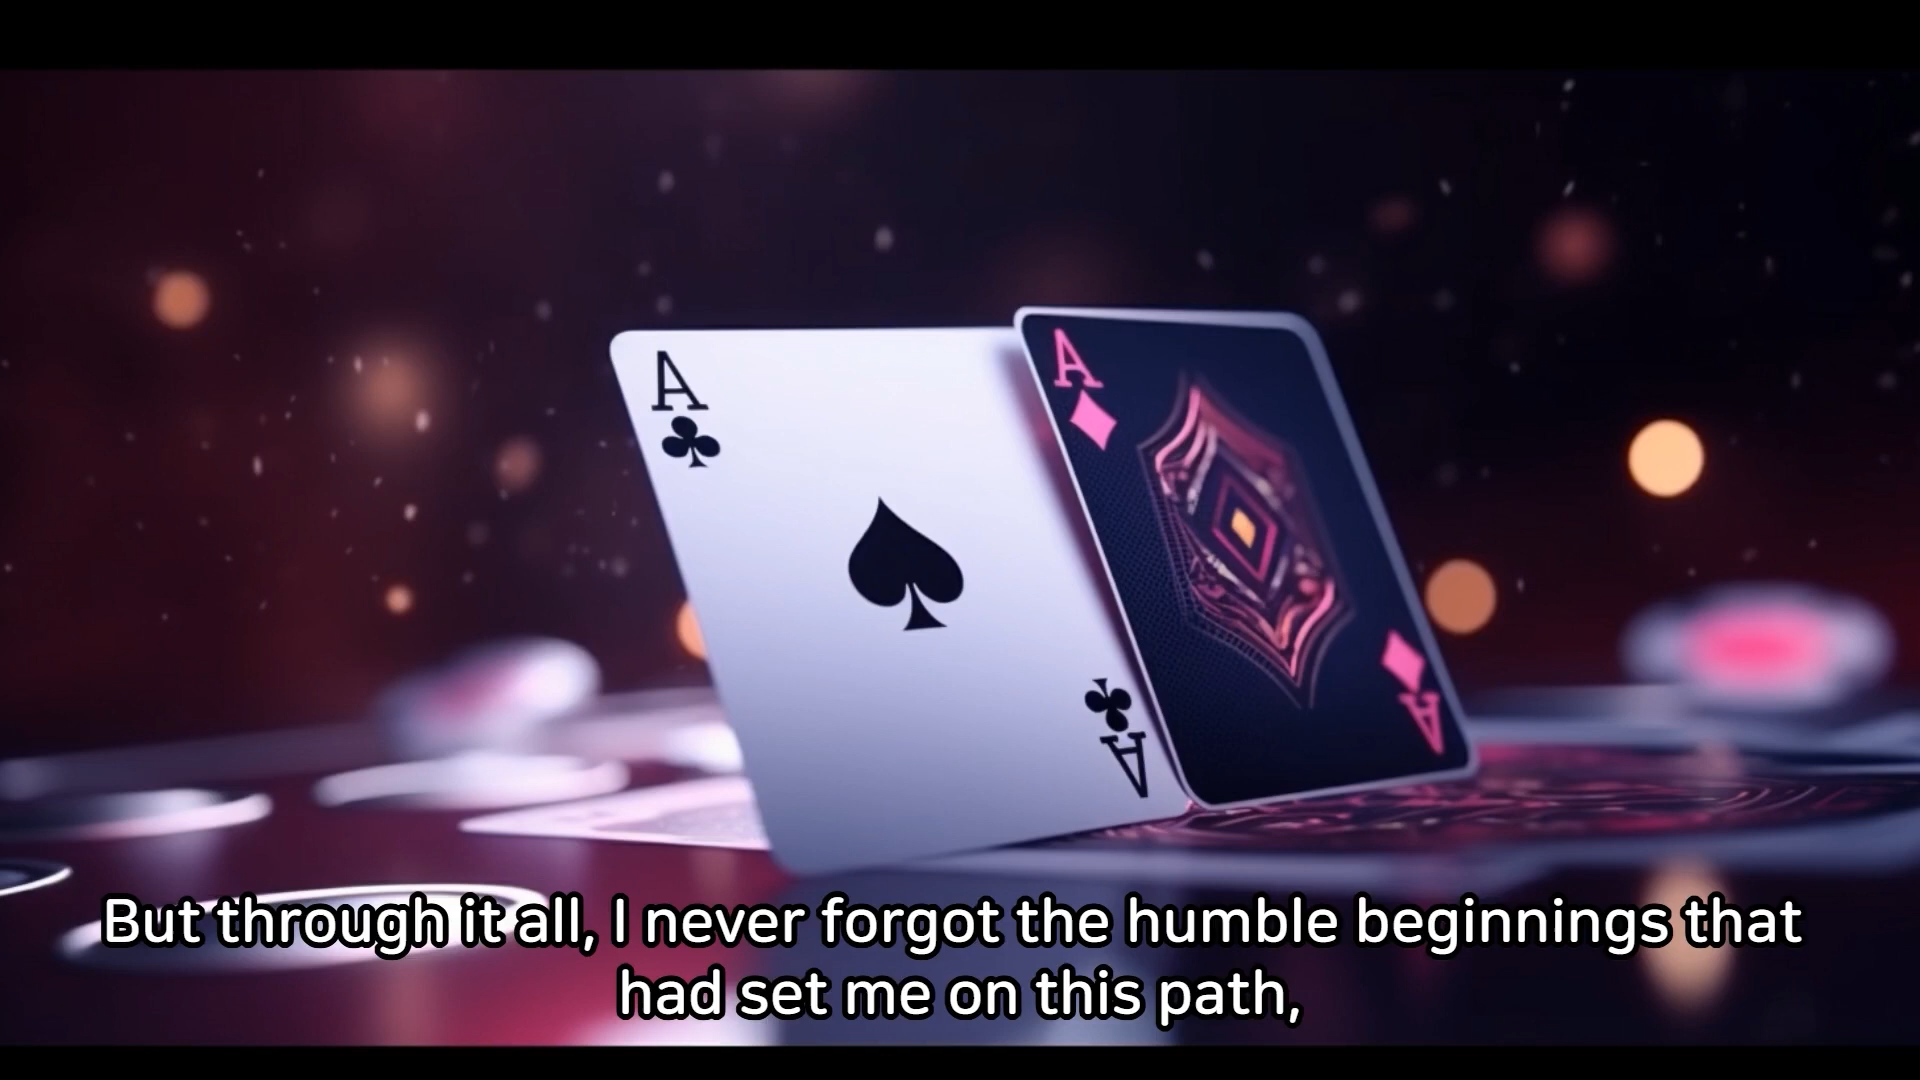 A
A
A
A
But through it all, I never forgot the humble beginnings that
had set me on this path,